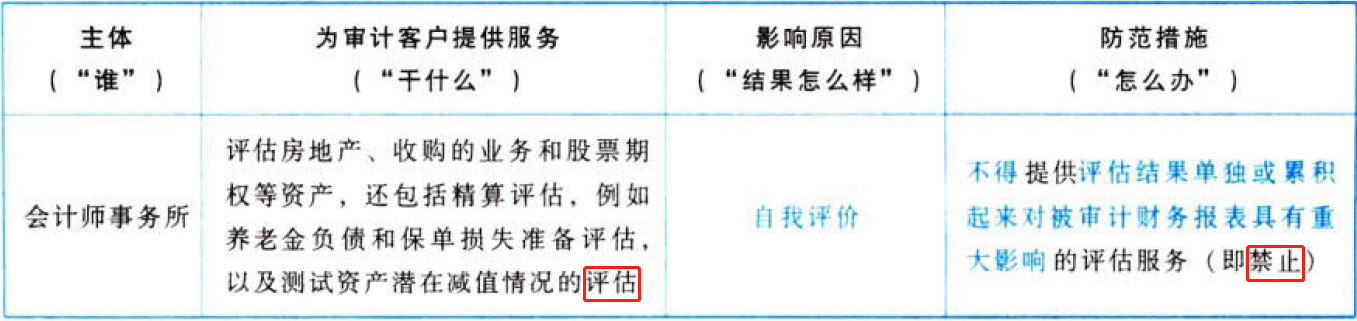 主体
（“谁”）
为审计客户提供服务
（“干什么”）
影响原因
（“结果怎么样”）
防范措施
（“怎么办”）
会计师事务所
评估房地产、收购的业务和股票期
权等资产，还包括精算评估，例如
养老金负债和保单损失准备评估，
以及测试资产潜在减值情况的评估
自我评价
不得提供评估结果单独或累积
起来对被审计财务报表具有重
大影响的评估服务（即禁止）